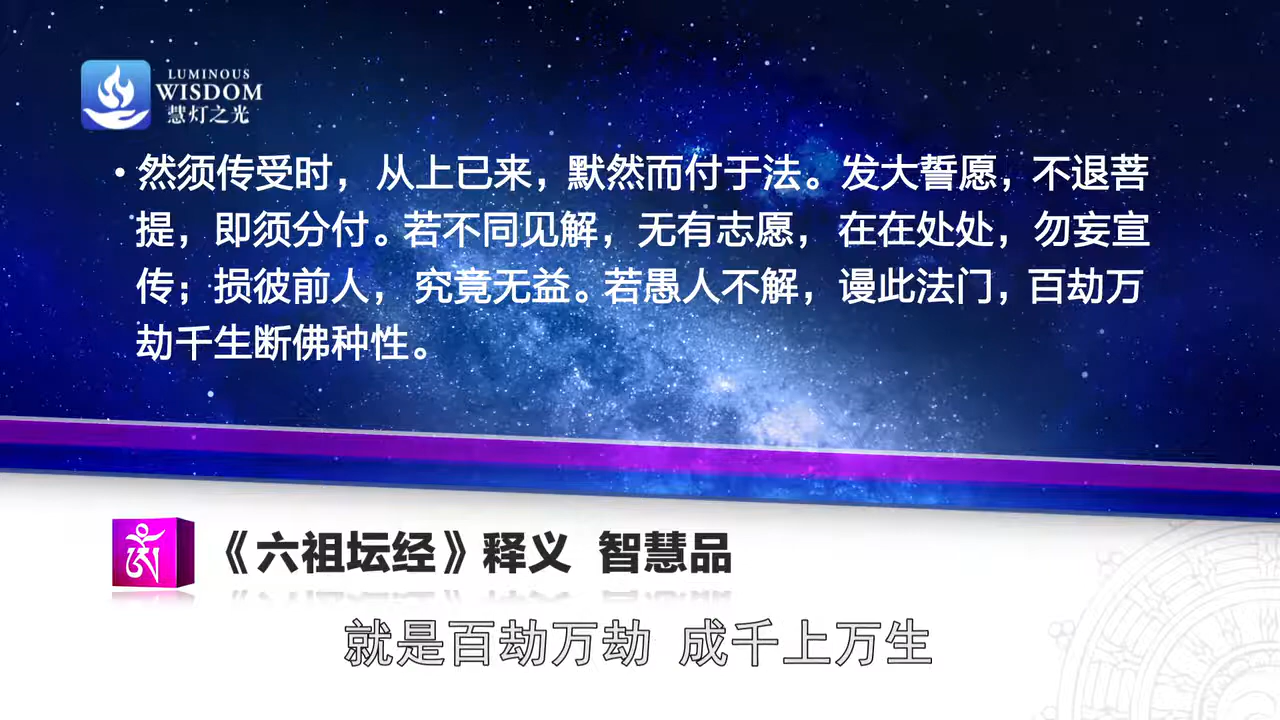 LUMINOUS
WISDOM
慧灯之光
• 然须传受时，从上已来，默然而付于法。发大誓愿，不退菩
提，即须分付。若不同见解，无有志愿，在在处处，勿妄宣
传；损彼前人，究竟无益。若愚人不解，谩此法门，百劫万
劫千生断佛种性。
《六祖坛经》释义 智慧品
就是百劫万劫 成千上万生